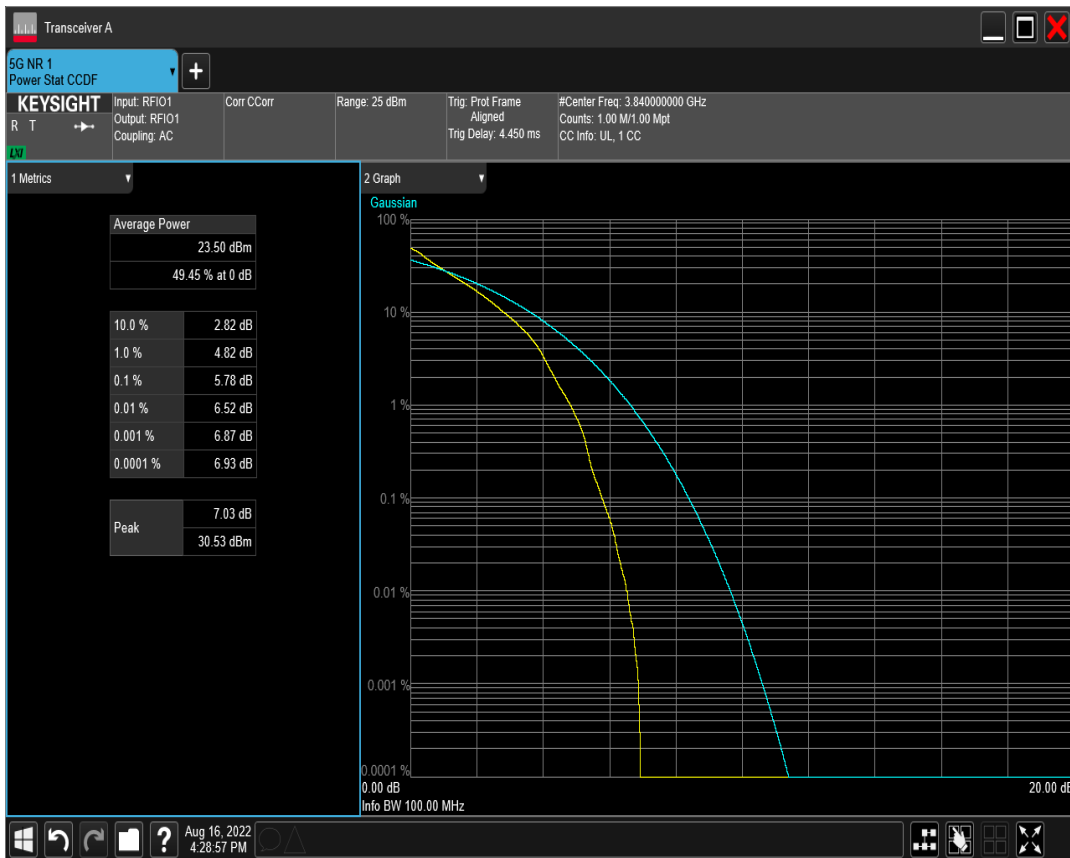 Transceiver A
5G NR 1
Power Stat CCDF
KEYSIGHT
R T
LXI
Input: RFIO1
Output: RFIO1
Coupling: AC
Corr CCorr
Range: 25 dBm
Trig: Prot Frame
Aligned
Trig Delay: 4.450 ms
#Center Freq: 3.840000000 GHz
Counts: 1.00 M/1.00 Mpt
CC Info: UL, 1 CC
1 Metrics
Average Power
23.50 dBm
49.45 % at 0 dB
10.0 % 2.82 dB
1.0 % 4.82 dB
0.1 % 5.78 dB
0.01 % 6.52 dB
0.001 % 6.87 dB
0.0001 % 6.93 dB
Peak
7.03 dB
30.53 dBm
2 Graph
Gaussian
100 %
10 %
1 %
0.1 %
0.01 %
0.001 %
0.0001 %
0.00 dB 20.00 dB
Info BW 100.00 MHz
?
Aug 16, 2022
4:28:57 PM